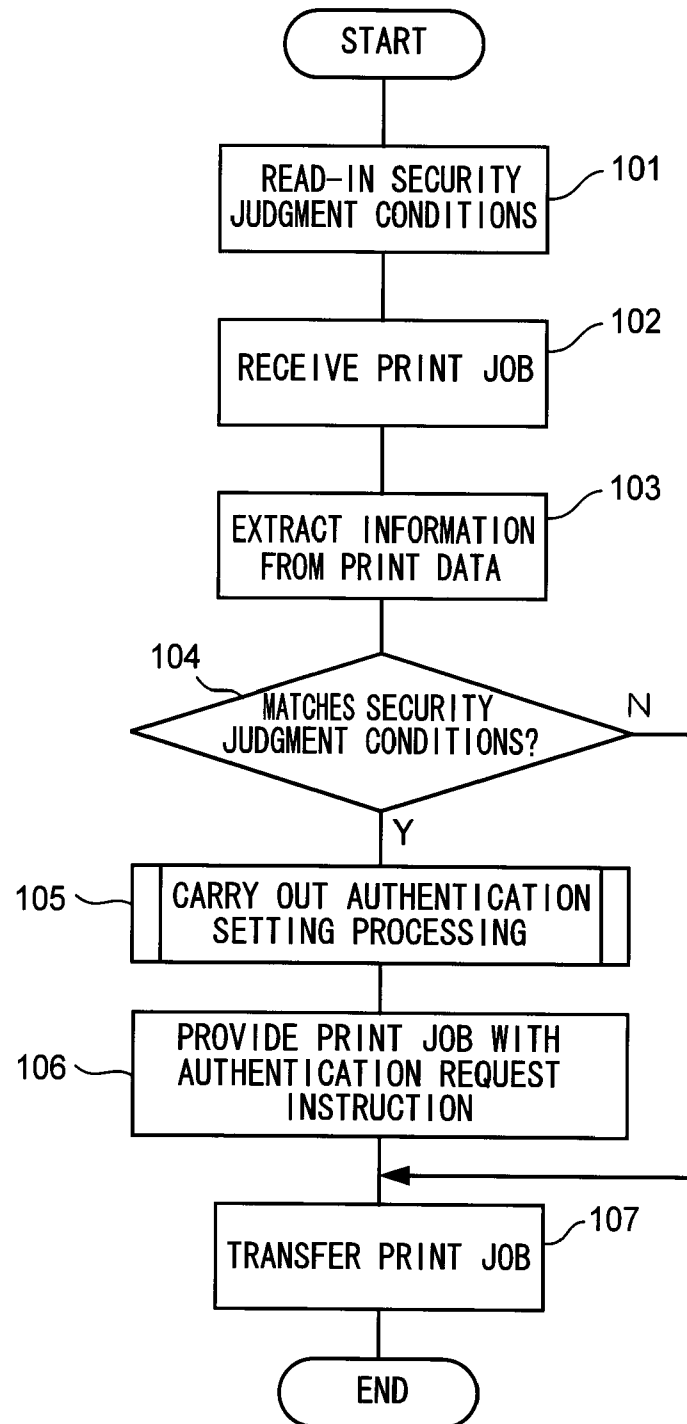 START
READ-IN SECURITY
JUDGMENT CONDITIONS
101
RECEIVE PRINT JOB
102
EXTRACT INFORMATION
FROM PRINT DATA
103
104
MATCHES SECURITY
JUDGMENT CONDITIONS?
N
Y
105
CARRY OUT AUTHENTICATION
SETTING PROCESSING
106
PROVIDE PRINT JOB WITH
AUTHENTICATION REQUEST
INSTRUCTION
TRANSFER PRINT JOB
107
END